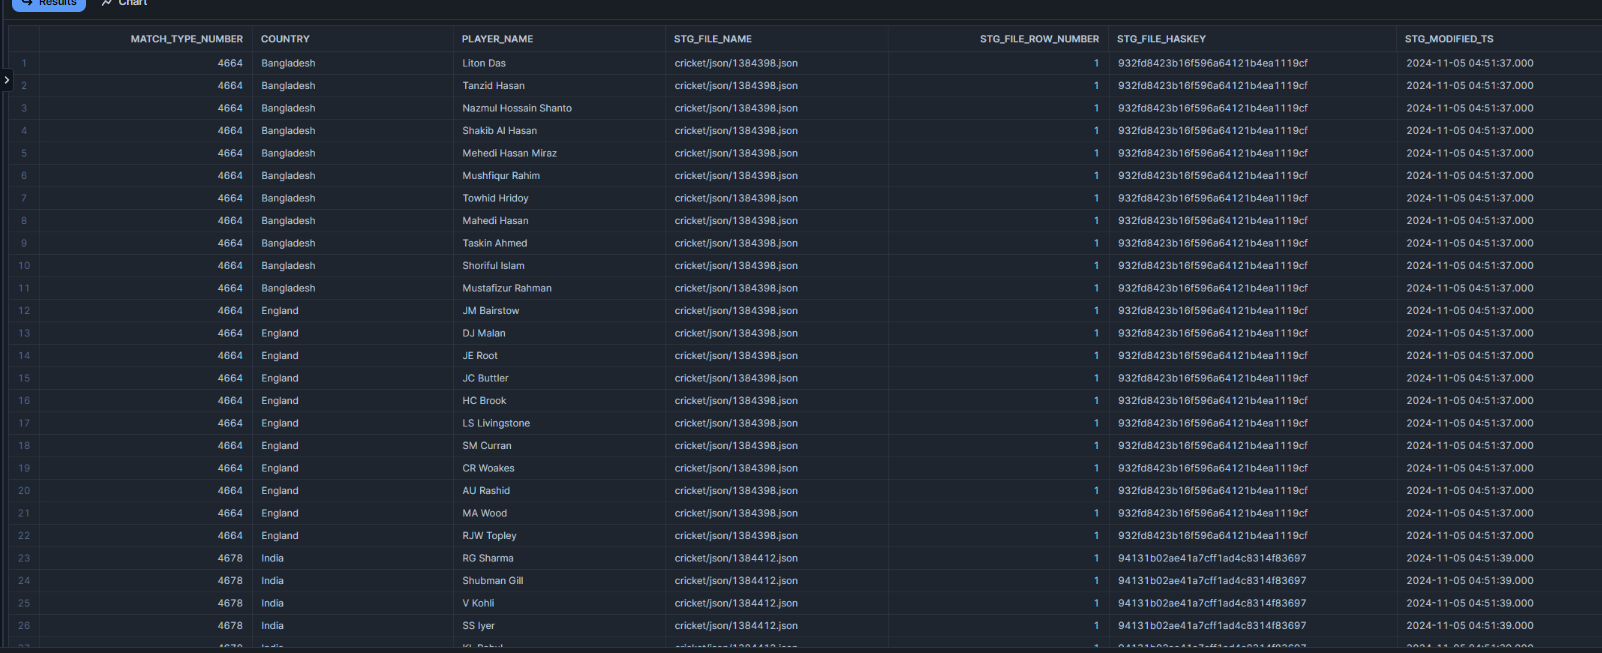 Results Chart
MATCH_TYPE_NUMBER COUNTRY PLAYER_NAME STG_FILE_NAME STG_FILE_ROW_NUMBER STG_FILE_HASKEY STG_MODIFIED_TS
1 4664 Bangladesh Liton Das cricket/json/1384398.json 1 932fd8423b16f596a64121b4ea1119cf 2024-11-05 04:51:37.000
2 4664 Bangladesh Tanzid Hasan cricket/json/1384398.json 1 932fd8423b16f596a64121b4ea1119cf 2024-11-05 04:51:37.000
3 4664 Bangladesh Nazmul Hossain Shanto cricket/json/1384398.json 1 932fd8423b16f596a64121b4ea1119cf 2024-11-05 04:51:37.000
4 4664 Bangladesh Shakib Al Hasan cricket/json/1384398.json 1 932fd8423b16f596a64121b4ea1119cf 2024-11-05 04:51:37.000
5 4664 Bangladesh Mehedi Hasan Miraz cricket/json/1384398.json 1 932fd8423b16f596a64121b4ea1119cf 2024-11-05 04:51:37.000
6 4664 Bangladesh Mushfiqur Rahim cricket/json/1384398.json 1 932fd8423b16f596a64121b4ea1119cf 2024-11-05 04:51:37.000
7 4664 Bangladesh Towhid Hridoy cricket/json/1384398.json 1 932fd8423b16f596a64121b4ea1119cf 2024-11-05 04:51:37.000
8 4664 Bangladesh Mahedi Hasan cricket/json/1384398.json 1 932fd8423b16f596a64121b4ea1119cf 2024-11-05 04:51:37.000
9 4664 Bangladesh Taskin Ahmed cricket/json/1384398.json 1 932fd8423b16f596a64121b4ea1119cf 2024-11-05 04:51:37.000
10 4664 Bangladesh Shoriful Islam cricket/json/1384398.json 1 932fd8423b16f596a64121b4ea1119cf 2024-11-05 04:51:37.000
11 4664 Bangladesh Mustafizur Rahman cricket/json/1384398.json 1 932fd8423b16f596a64121b4ea1119cf 2024-11-05 04:51:37.000
12 4664 England JM Bairstow cricket/json/1384398.json 1 932fd8423b16f596a64121b4ea1119cf 2024-11-05 04:51:37.000
13 4664 England DJ Malan cricket/json/1384398.json 1 932fd8423b16f596a64121b4ea1119cf 2024-11-05 04:51:37.000
14 4664 England JE Root cricket/json/1384398.json 1 932fd8423b16f596a64121b4ea1119cf 2024-11-05 04:51:37.000
15 4664 England JC Buttler cricket/json/1384398.json 1 932fd8423b16f596a64121b4ea1119cf 2024-11-05 04:51:37.000
16 4664 England HC Brook cricket/json/1384398.json 1 932fd8423b16f596a64121b4ea1119cf 2024-11-05 04:51:37.000
17 4664 England LS Livingstone cricket/json/1384398.json 1 932fd8423b16f596a64121b4ea1119cf 2024-11-05 04:51:37.000
18 4664 England SM Curran cricket/json/1384398.json 1 932fd8423b16f596a64121b4ea1119cf 2024-11-05 04:51:37.000
19 4664 England CR Woakes cricket/json/1384398.json 1 932fd8423b16f596a64121b4ea1119cf 2024-11-05 04:51:37.000
20 4664 England AU Rashid cricket/json/1384398.json 1 932fd8423b16f596a64121b4ea1119cf 2024-11-05 04:51:37.000
21 4664 England MA Wood cricket/json/1384398.json 1 932fd8423b16f596a64121b4ea1119cf 2024-11-05 04:51:37.000
22 4664 England RJW Topley cricket/json/1384398.json 1 932fd8423b16f596a64121b4ea1119cf 2024-11-05 04:51:37.000
23 4678 India RG Sharma cricket/json/1384412.json 1 94131b02ae41a7cff1ad4c8314f83697 2024-11-05 04:51:39.000
24 4678 India Shubman Gill cricket/json/1384412.json 1 94131b02ae41a7cff1ad4c8314f83697 2024-11-05 04:51:39.000
25 4678 India V Kohli cricket/json/1384412.json 1 94131b02ae41a7cff1ad4c8314f83697 2024-11-05 04:51:39.000
26 4678 India SS Iyer cricket/json/1384412.json 1 94131b02ae41a7cff1ad4c8314f83697 2024-11-05 04:51:39.000